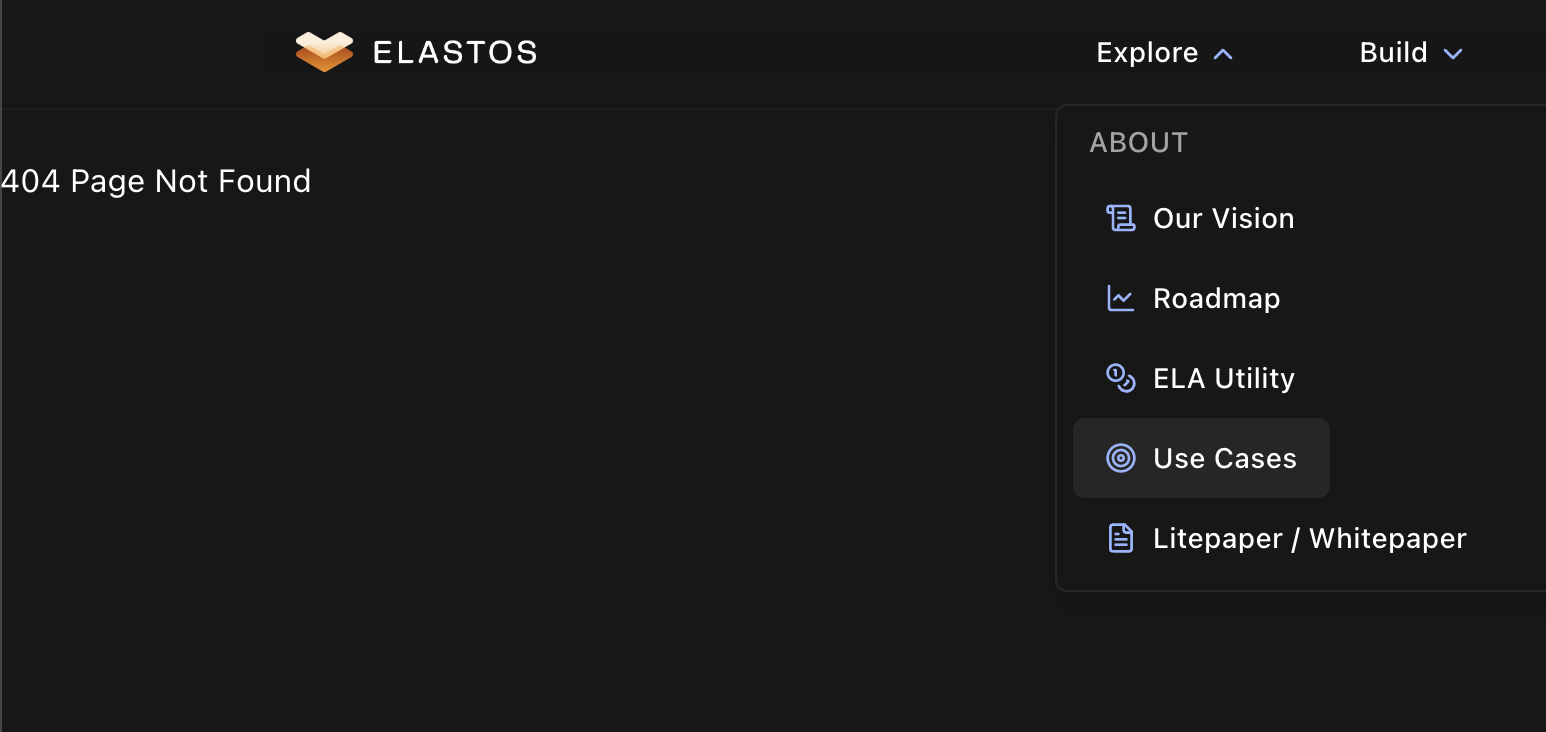 ELASTOS
Explore
Build
404 Page Not Found
ABOUT
Our Vision
Roadmap
ELA Utility
Use Cases
Litepaper / Whitepaper